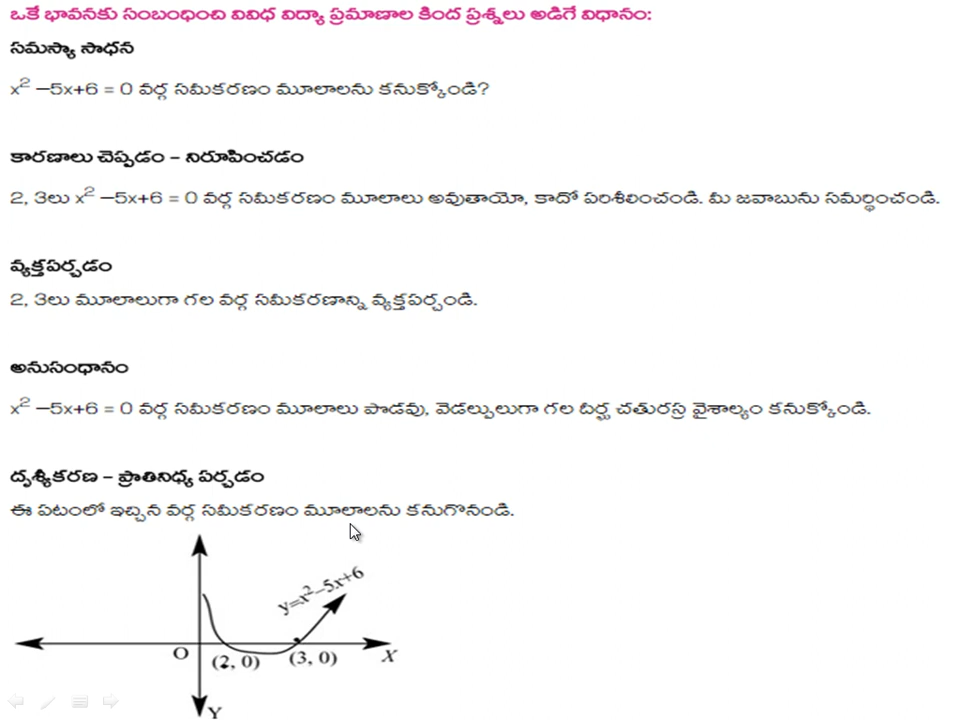 ఒకే భావనకు సంబంధించి వివిధ విద్యా ప్రమాణాల కింద ప్రశ్నలు అడిగే విధానం:
సమస్యా సాధన
x² –5x+6 = 0 వర్గ సమీకరణం మూలాలను కనుక్కోండి?
కారణాలు చెప్పడం – నిరూపించడం
2, 3లు x² –5x+6 = 0 వర్గ సమీకరణం మూలాలు అవుతాయో, కాదో పరిశీలించండి. మీ జవాబును సమర్థించండి.
వ్యక్తపర్చడం
2, 3లు మూలాలుగా గల వర్గ సమీకరణాన్ని వ్యక్తపర్చండి.
అనుసంధానం
x² –5x+6 = 0 వర్గ సమీకరణం మూలాలు పొడవు, వెడల్పులుగా గల దీర్ఘ చతురస్ర వైశాల్యం కనుక్కోండి.
దృశ్యీకరణ – ప్రాతినిధ్య పర్చడం
ఈ పటంలో ఇచ్చిన వర్గ సమీకరణం మూలాలను కనుగొనండి.
y=x²–5x+6
O (2, 0) (3, 0) X
Y